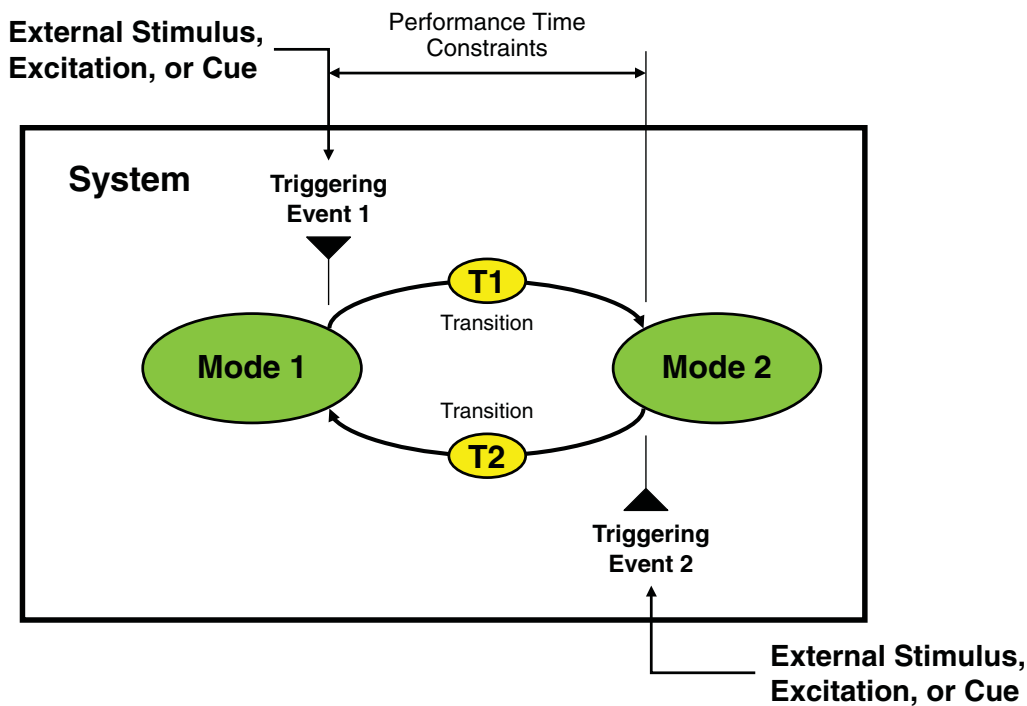 External Stimulus,
Excitation, or Cue
Performance Time
Constraints
System
Triggering
Event 1
T1
Transition
Mode 1
Mode 2
Transition
T2
Triggering
Event 2
External Stimulus,
Excitation, or Cue